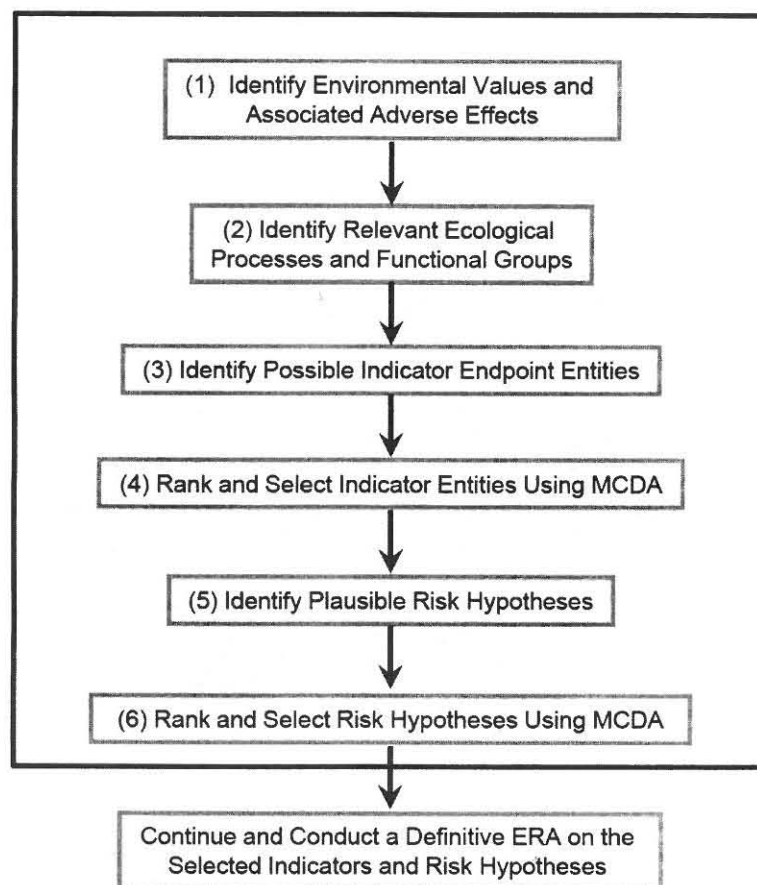 (1) Identify Environmental Values and
Associated Adverse Effects
(2) Identify Relevant Ecological
Processes and Functional Groups
(3) Identify Possible Indicator Endpoint Entities
(4) Rank and Select Indicator Entities Using MCDA
(5) Identify Plausible Risk Hypotheses
(6) Rank and Select Risk Hypotheses Using MCDA
Continue and Conduct a Definitive ERA on the
Selected Indicators and Risk Hypotheses